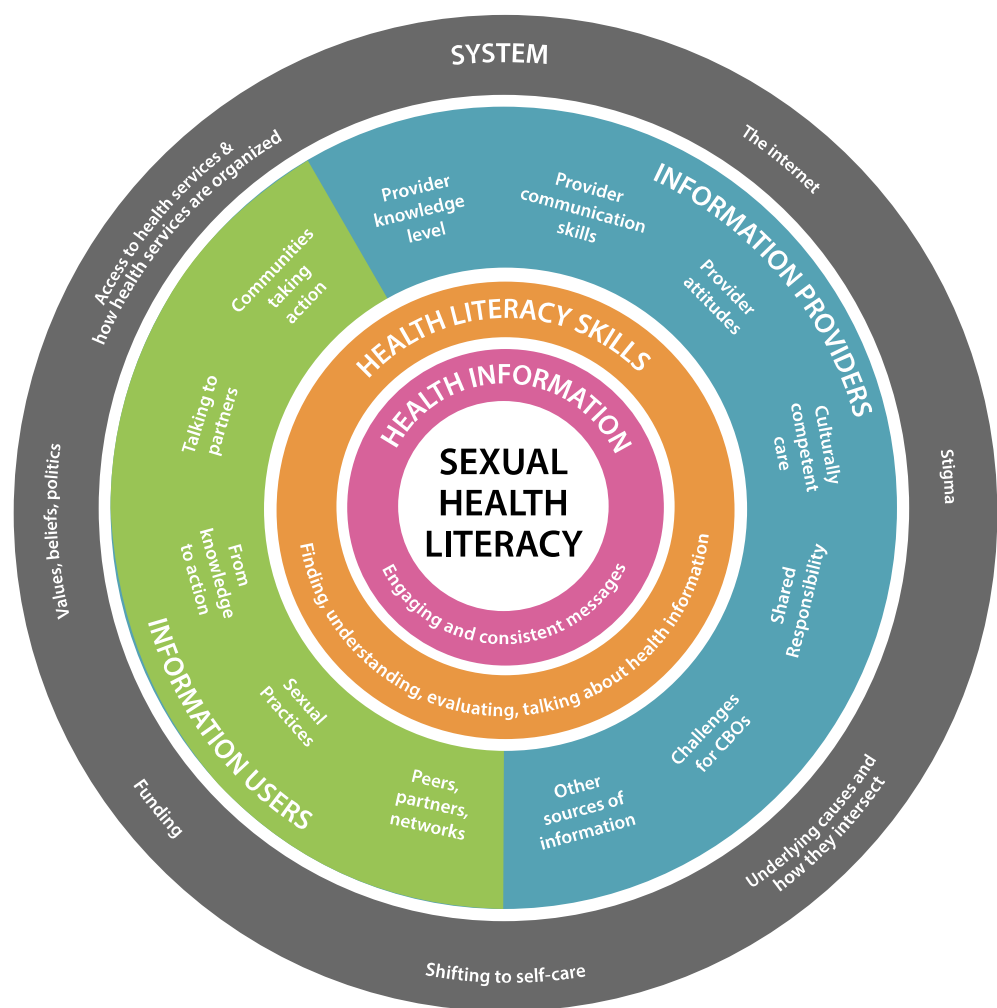 SYSTEM
The internet
Stigma
Underlying causes and
how they intersect
Shifting to self-care
Funding
Values, beliefs, politics
Access to health services &
how health services are organized
INFORMATION PROVIDERS
Provider
knowledge
level
Provider
communication
skills
Provider
attitudes
Culturally
competent
care
Shared
Responsibility
Challenges
for CBOs
Other
sources of
information
INFORMATION USERS
Peers,
partners,
networks
Sexual
Practices
From
knowledge
to action
Talking to
partners
Communities
taking
action
HEALTH LITERACY SKILLS
Finding, understanding, evaluating, talking about health information
HEALTH INFORMATION
Engaging and consistent messages
SEXUAL
HEALTH
LITERACY